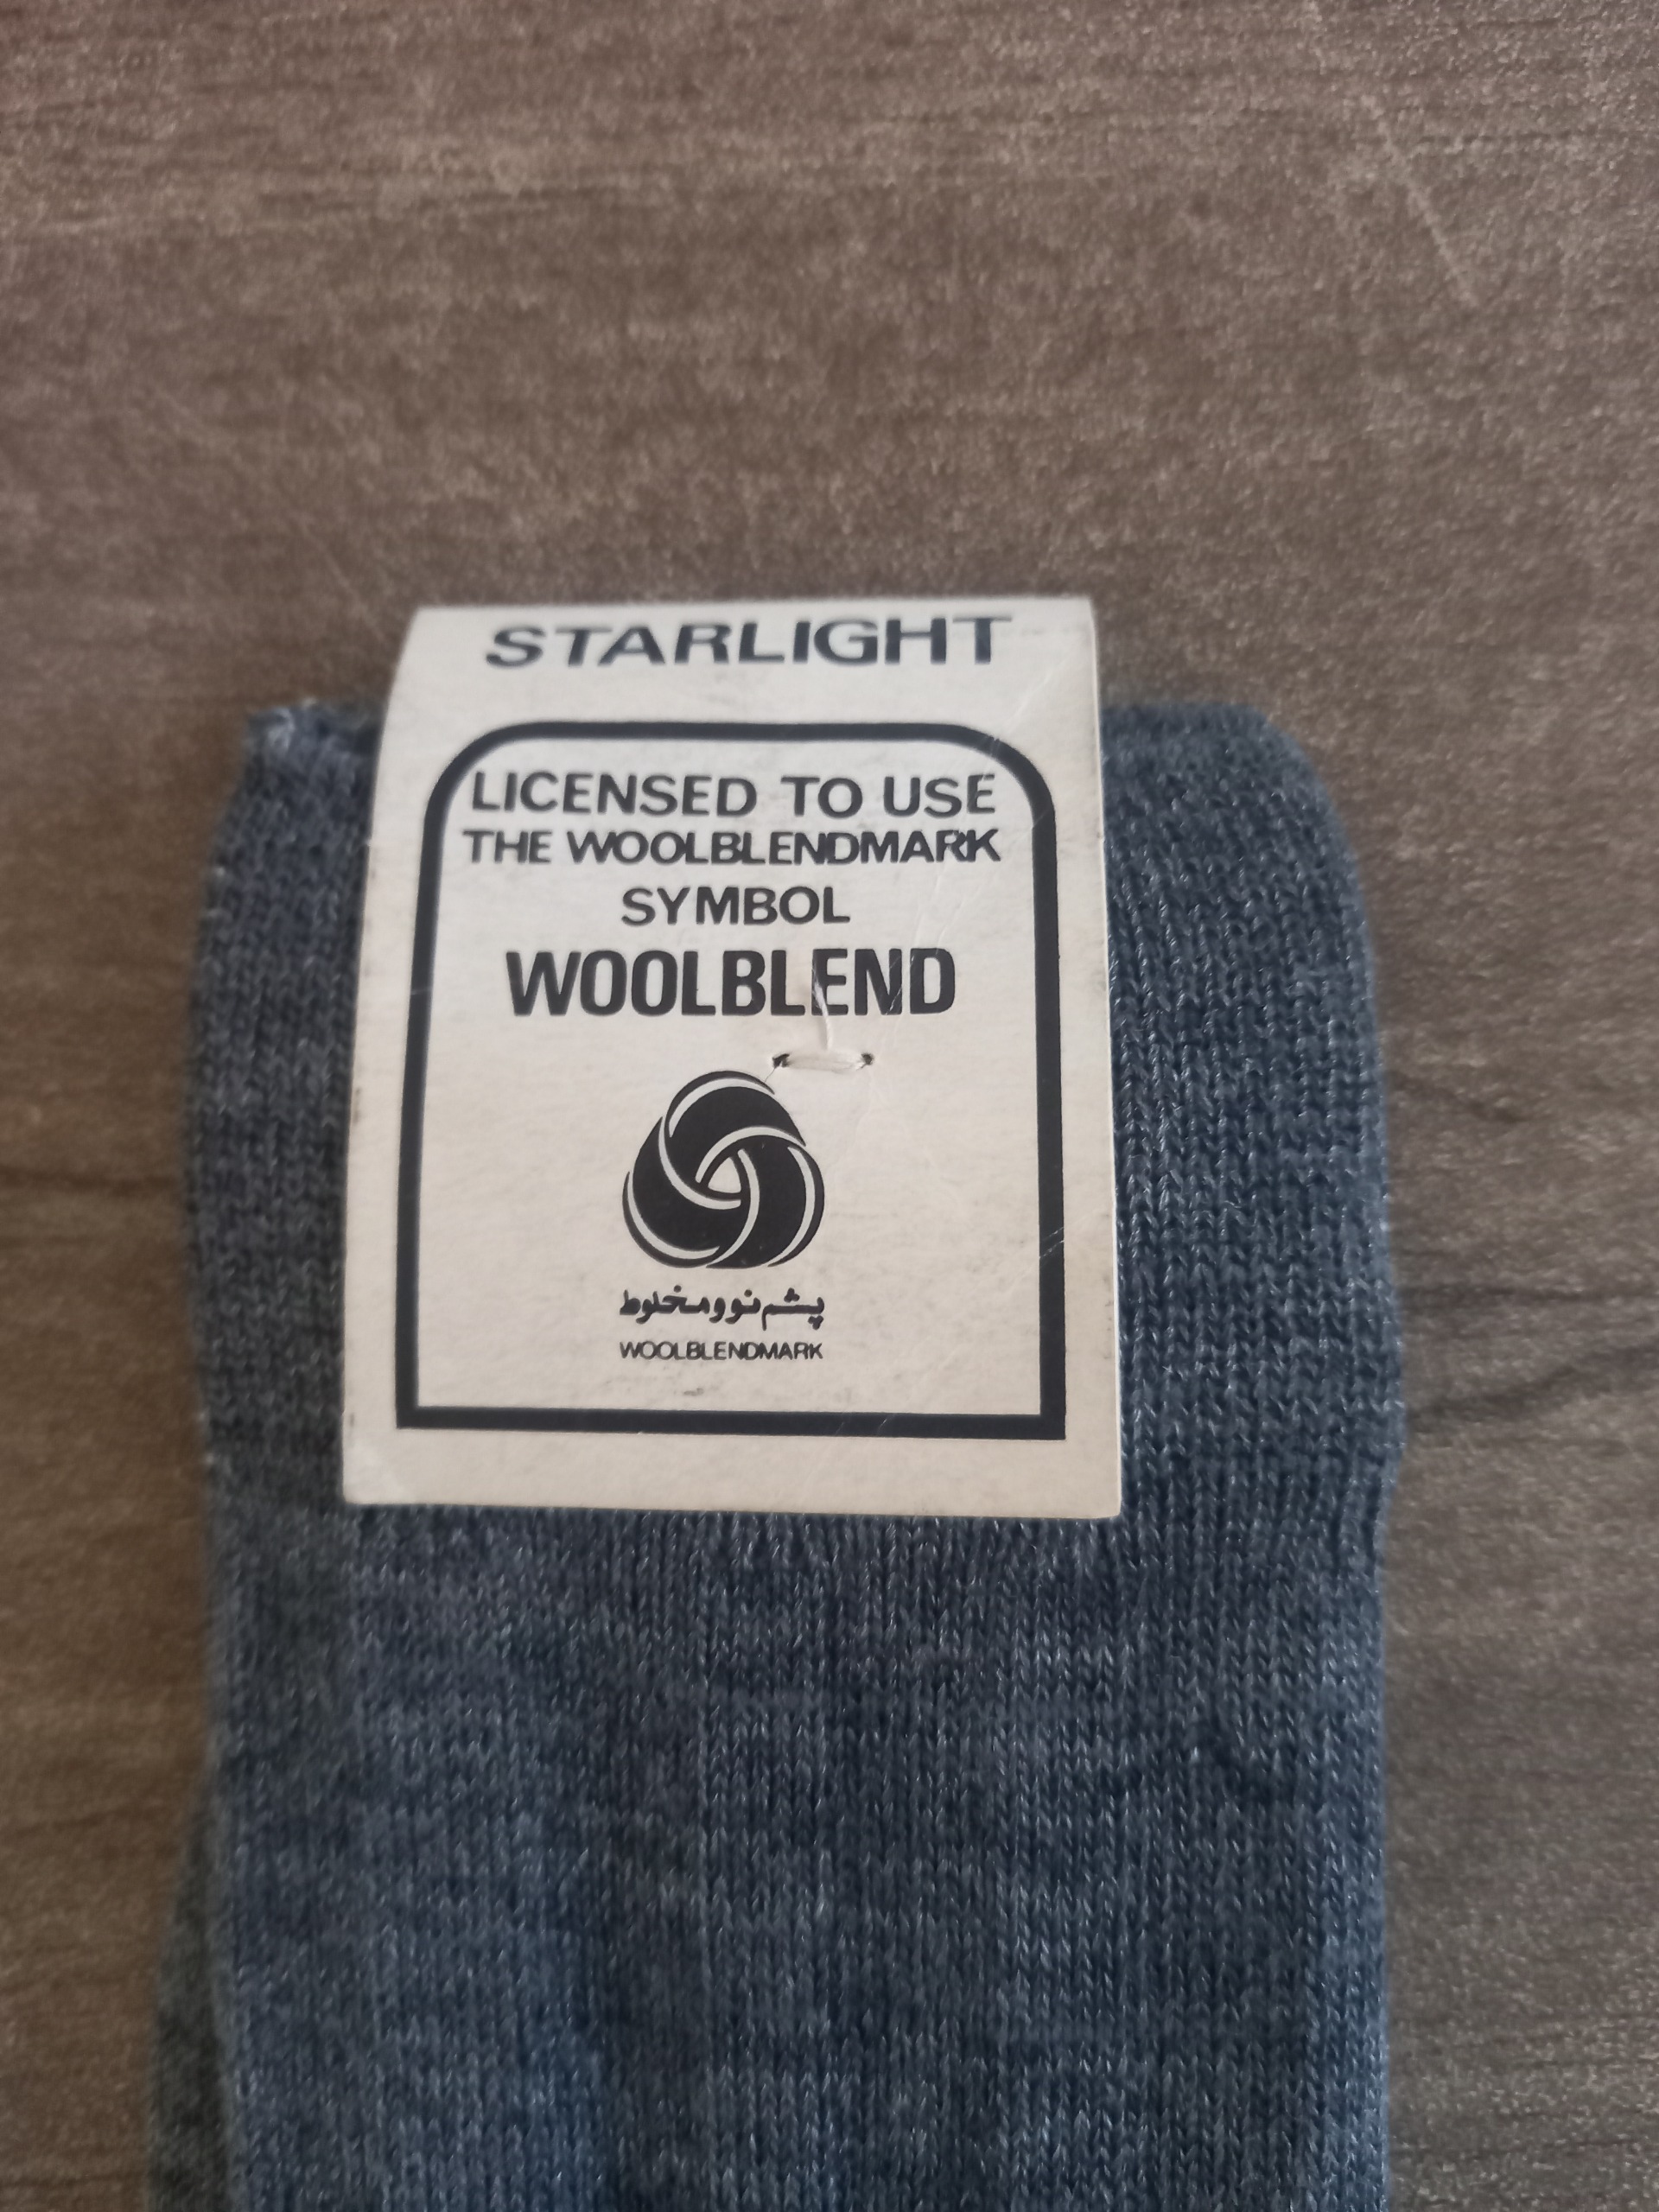 STARLIGHT
LICENSED TO USE
THE WOOLBLENDMARK
SYMBOL
WOOLBLEND
پشم نو و مخلوط
WOOLBLENDMARK